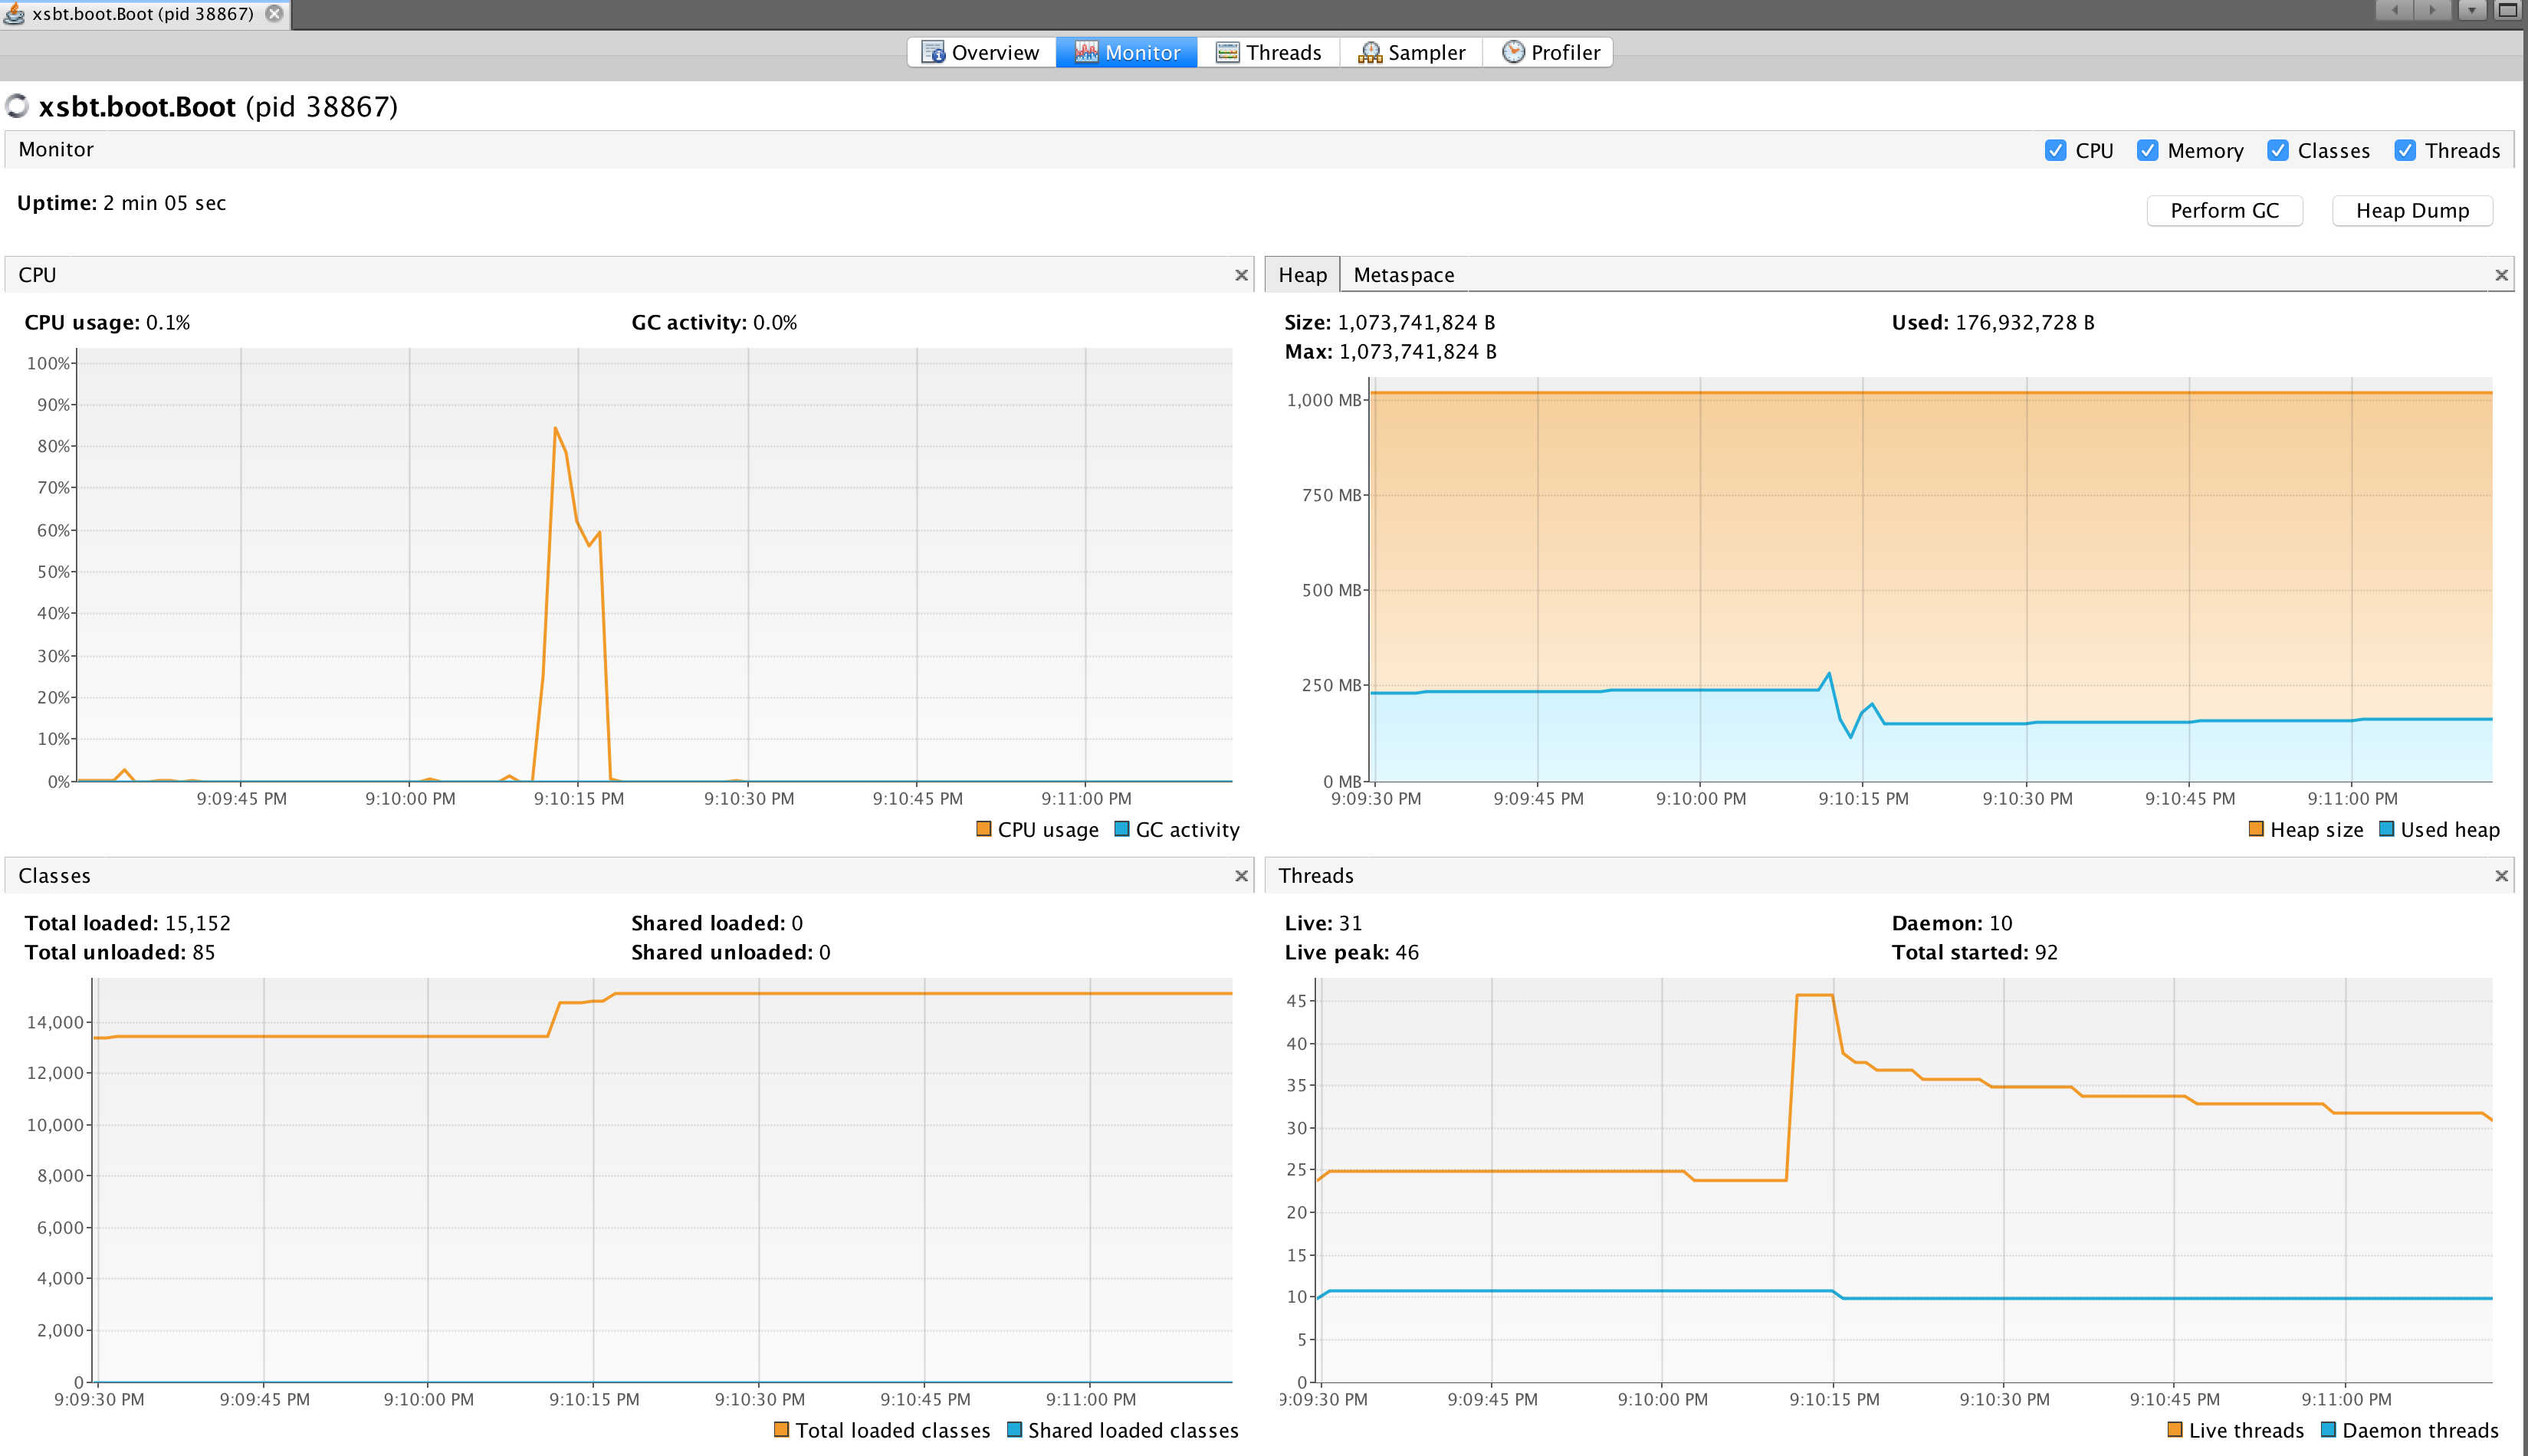 xsbt.boot.Boot (pid 38867)
Overview Monitor Threads Sampler Profiler
xsbt.boot.Boot (pid 38867)
Monitor
CPU Memory Classes Threads
Uptime: 2 min 05 sec
Perform GC Heap Dump
CPU
CPU usage: 0.1% GC activity: 0.0%
100%
90%
80%
70%
60%
50%
40%
30%
20%
10%
0%
9:09:45 PM 9:10:00 PM 9:10:15 PM 9:10:30 PM 9:10:45 PM 9:11:00 PM
CPU usage GC activity
Heap Metaspace
Size: 1,073,741,824 B Used: 176,932,728 B
Max: 1,073,741,824 B
1,000 MB
750 MB
500 MB
250 MB
0 MB
9:09:30 PM 9:09:45 PM 9:10:00 PM 9:10:15 PM 9:10:30 PM 9:10:45 PM 9:11:00 PM
Heap size Used heap
Classes
Total loaded: 15,152 Shared loaded: 0
Total unloaded: 85 Shared unloaded: 0
14,000
12,000
10,000
8,000
6,000
4,000
2,000
0
9:09:30 PM 9:09:45 PM 9:10:00 PM 9:10:15 PM 9:10:30 PM 9:10:45 PM 9:11:00 PM
Total loaded classes Shared loaded classes
Threads
Live: 31 Daemon: 10
Live peak: 46 Total started: 92
45
40
35
30
25
20
15
10
5
0
9:09:30 PM 9:09:45 PM 9:10:00 PM 9:10:15 PM 9:10:30 PM 9:10:45 PM 9:11:00 PM
Live threads Daemon threads